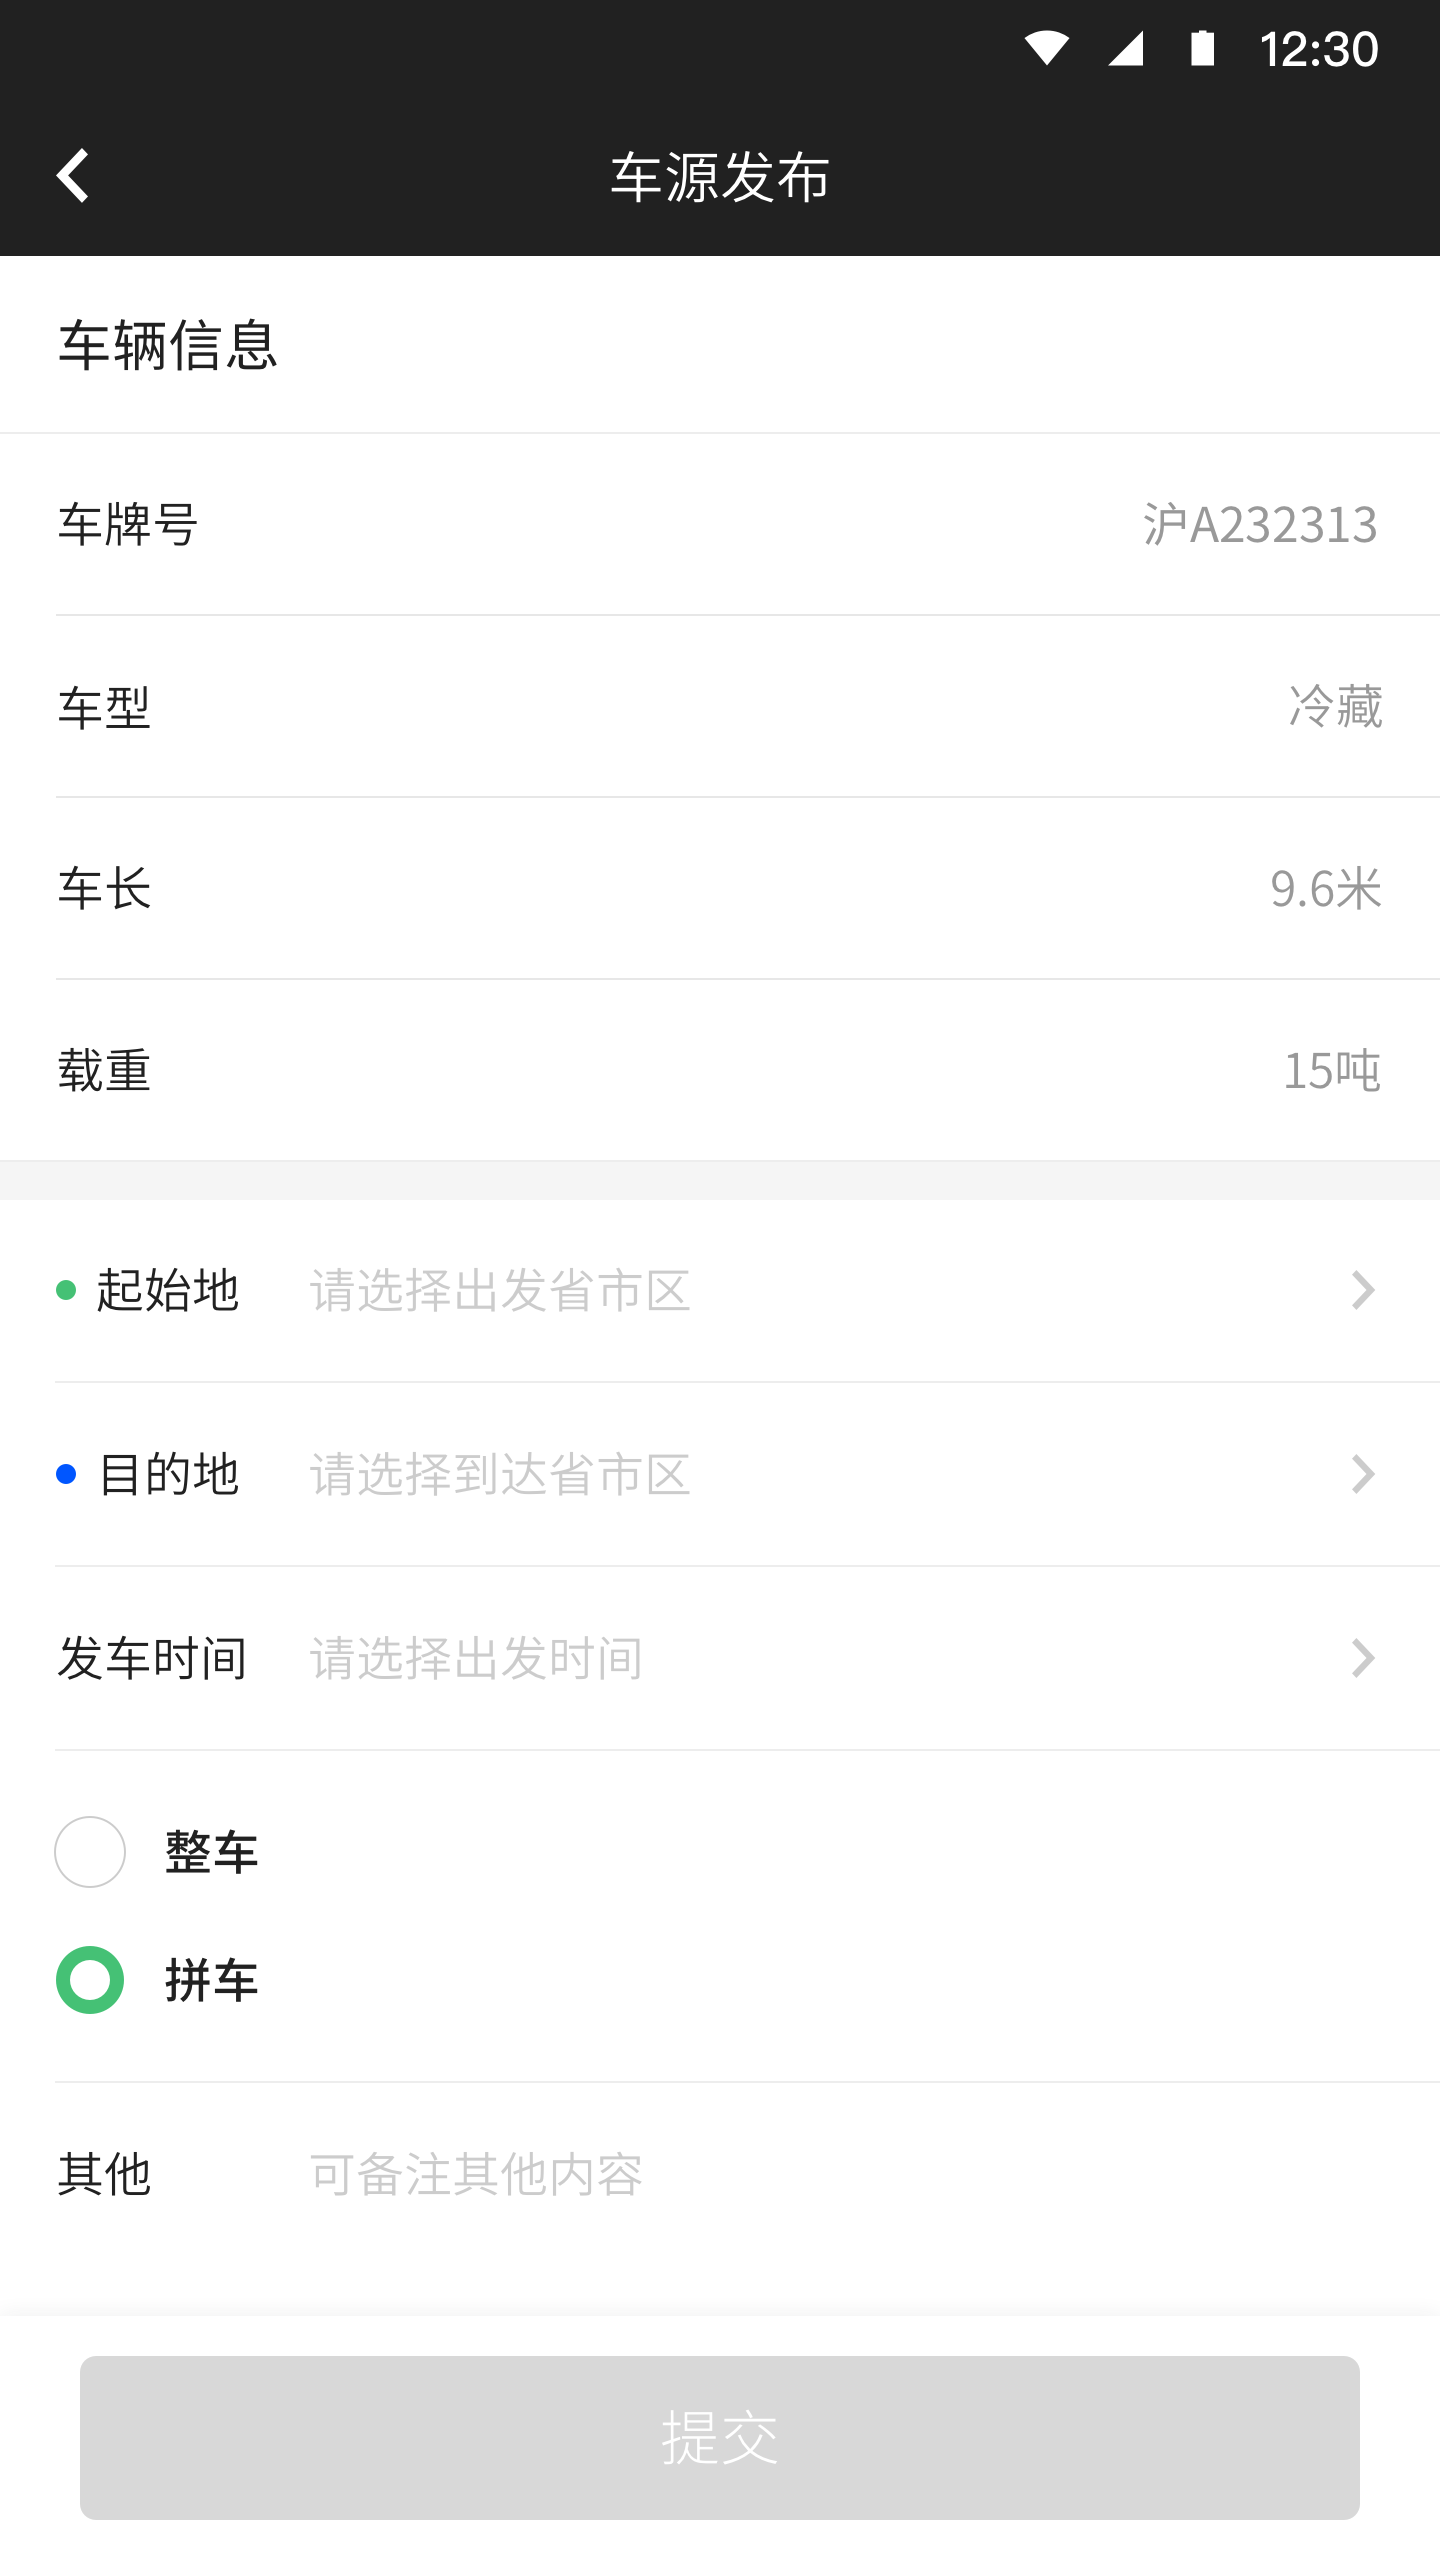 12:30
车源发布
车辆信息
车牌号 沪A232313
车型 冷藏
车长 9.6米
载重 15吨
起始地 请选择出发省市区
目的地 请选择到达省市区
发车时间 请选择出发时间
整车
拼车
其他 可备注其他内容
提交